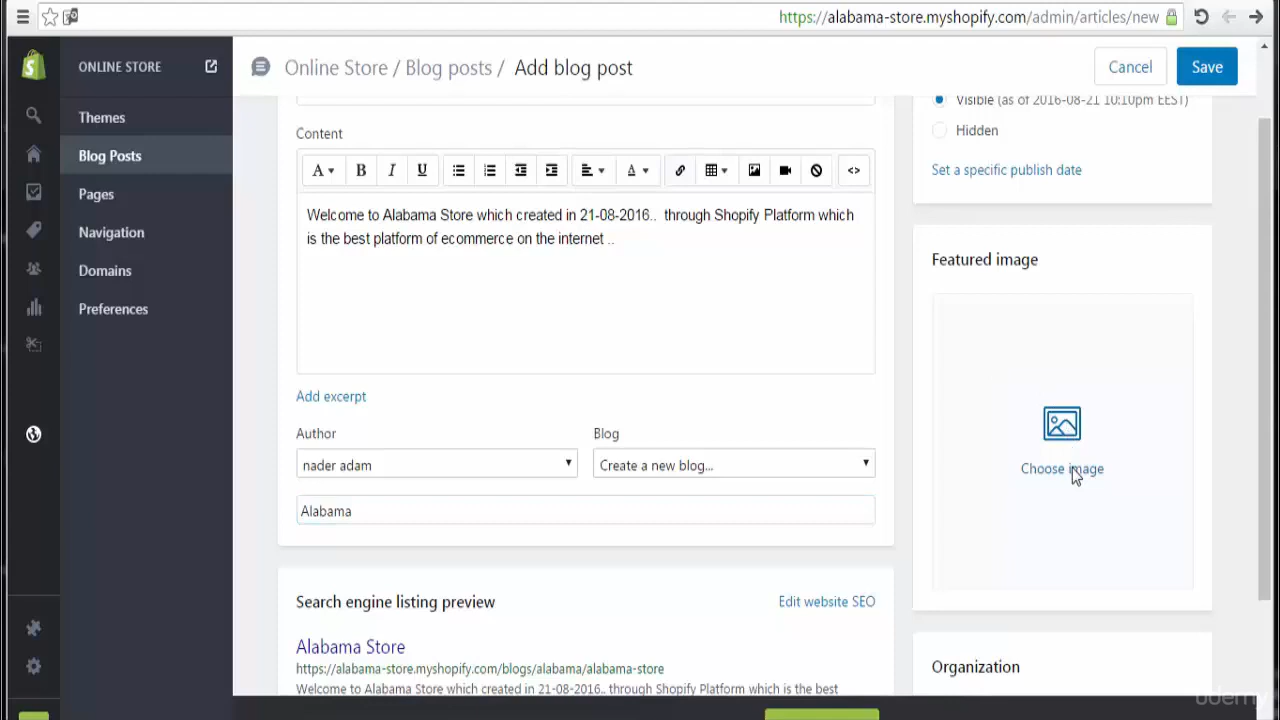 https://alabama-store.myshopify.com/admin/articles/new
ONLINE STORE
Themes
Blog Posts
Pages
Navigation
Domains
Preferences
Online Store / Blog posts / Add blog post
Cancel
Save
Content
A B I U A <>
Welcome to Alabama Store which created in 21-08-2016.. through Shopify Platform which
is the best platform of ecommerce on the internet ..
Add excerpt
Author
Blog
nader adam
Create a new blog...
Alabama
Search engine listing preview
Edit website SEO
Alabama Store
https://alabama-store.myshopify.com/blogs/alabama/alabama-store
Welcome to Alabama Store which created in 21-08-2016.. through Shopify Platform which is the best
Visible (as of 2016-08-21 10:10pm EEST)
Hidden
Set a specific publish date
Featured image
Choose image
Organization
udemy